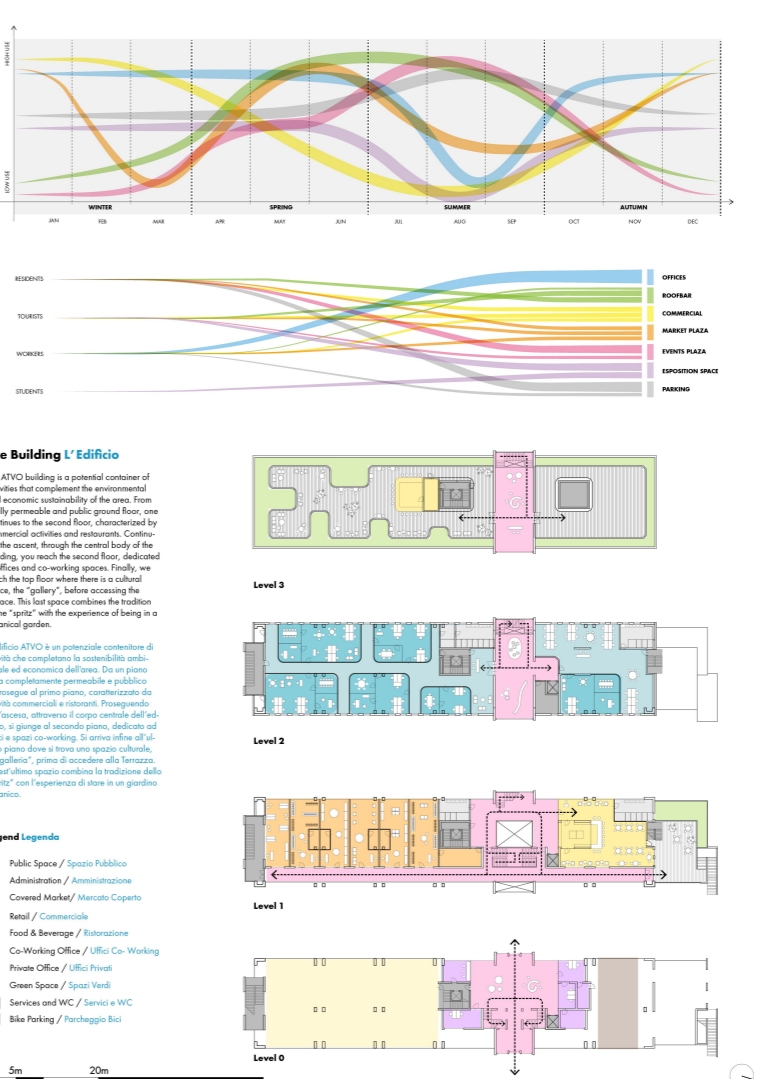 HIGH USE
LOW USE
WINTER
SPRING
SUMMER
AUTUMN
JAN
FEB
MAR
APR
MAY
JUN
JUL
AUG
SEP
OCT
NOV
DEC
RESIDENTS
TOURISTS
WORKERS
STUDENTS
OFFICES
ROOFBAR
COMMERCIAL
MARKET PLAZA
EVENTS PLAZA
ESPOSITION SPACE
PARKING
e Building L' Edificio
ATVO building is a potential container of
vities that complement the environmental
d economic sustainability of the area. From
lly permeable and public ground floor, one
tinues to the second floor, characterized by
mmercial activities and restaurants. Continu-
the ascent, through the central body of the
ding, you reach the second floor, dedicated
ffices and co-working spaces. Finally, we
ch the top floor where there is a cultural
ce, the "gallery", before accessing the
ace. This last space combines the tradition
he "spritz" with the experience of being in a
anical garden.
dificio ATVO è un potenziale contenitore di
vità che completano la sostenibilità ambi-
ale ed economica dell'area. Da un piano
a completamente permeabile e pubblico
rosegue al primo piano, caratterizzato da
vità commerciali e ristoranti. Proseguendo
l'ascesa, attraverso il corpo centrale dell'ed-
o, si giunge al secondo piano, dedicato ad
ci e spazi co-working. Si arriva infine all'ul-
o piano dove si trova uno spazio culturale,
galleria", prima di accedere alla Terrazza.
est'ultimo spazio combina la tradizione dello
ritz" con l'esperienza di stare in un giardino
anico.
gend Legenda
Public Space / Spazio Pubblico
Administration / Amministrazione
Covered Market/ Mercato Coperto
Retail / Commerciale
Food & Beverage / Ristorazione
Co-Working Office / Uffici Co- Working
Private Office / Uffici Privati
Green Space / Spazi Verdi
Services and WC / Servici e WC
Bike Parking / Parcheggio Bici
5m
20m
Level 3
Level 2
Level 1
Level 0